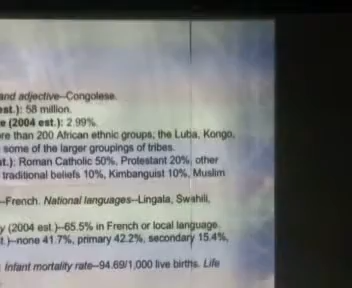 and adjective--Congolese.
est.): 58 million.
e (2004 est.): 2.99%.
re than 200 African ethnic groups; the Luba, Kongo,
some of the larger groupings of tribes.
st.): Roman Catholic 50%, Protestant 20%, other
traditional beliefs 10%, Kimbanguist 10%, Muslim
--French. National languages--Lingala, Swahili,
y (2004 est.)--65.5% in French or local language.
t.)--none 41.7%, primary 42.2%, secondary 15.4%,
Infant mortality rate--94.69/1,000 live births. Life